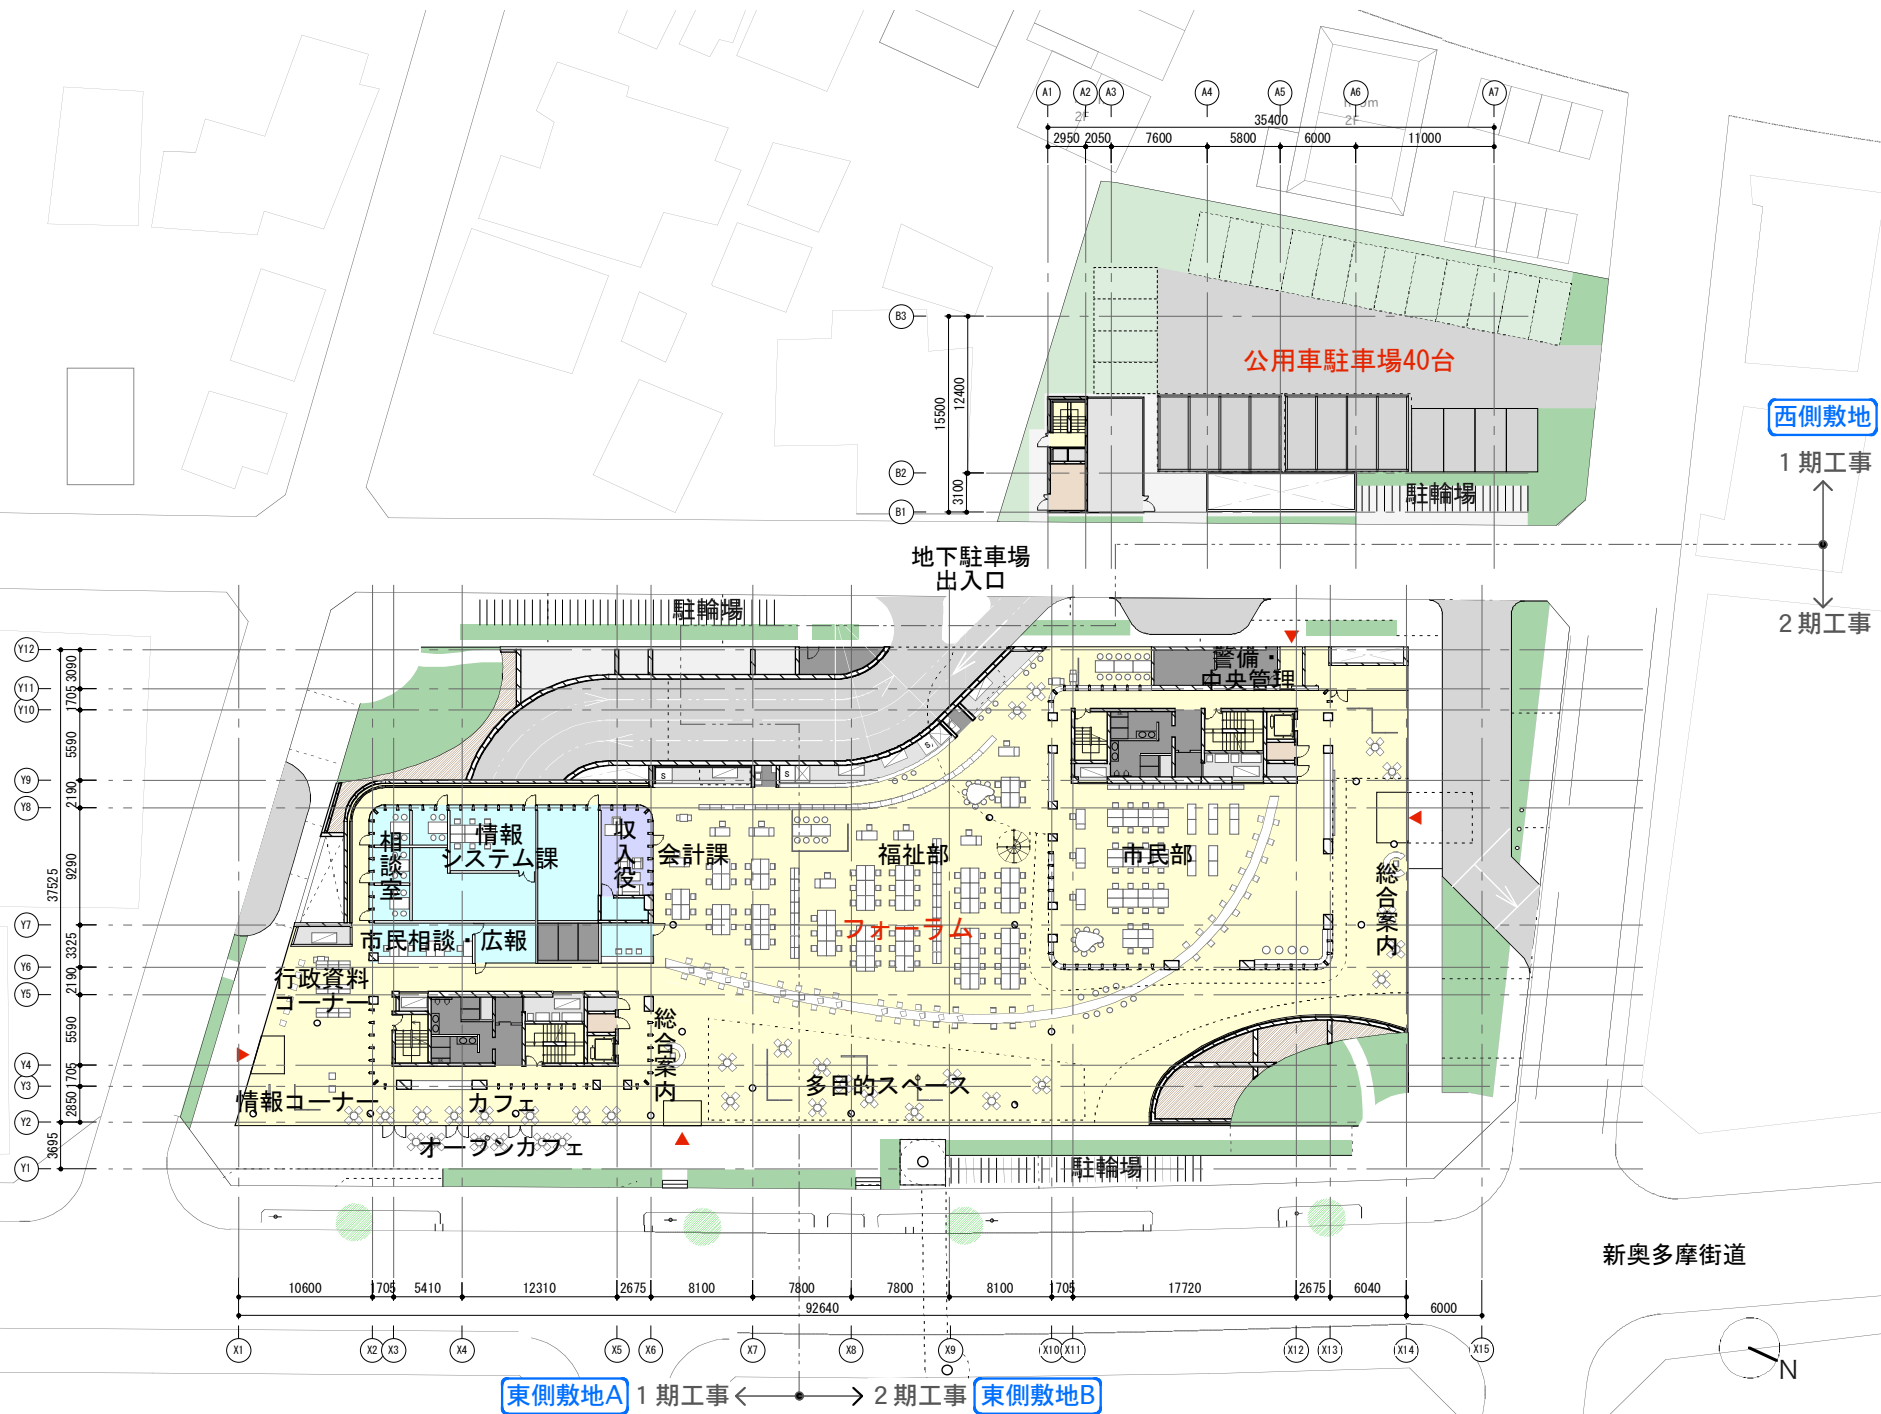 A1 A2 A3 A4 A5 A6 A7
2F
2F
35400
2950 2050 7600 5800 6000 11000
B3
公用車駐車場40台
15500
12400
西側敷地
1期工事
B2
3100
駐輪場
B1
地下駐車場
出入口
2期工事
駐輪場
Y12
Y11
Y10
Y9
Y8
Y7
Y6
Y5
Y4
Y3
Y2
Y1
3090
1705
5590
2190
9290
37525
3325
2190
5590
1705
2850
3695
警備・
中央管理
S
S
S
相談室
情報
システム課
収入役
会計課
福祉部
市民部
総合案内
フォーラム
市民相談・広報
行政資料
コーナー
総合案内
多目的スペース
情報コーナー
カフェ
オープンカフェ
駐輪場
新奥多摩街道
10600 1705 5410 12310 2675 8100 7800 7800 8100 1705 17720 2675 6040
92640
6000
X1 X2 X3 X4 X5 X6 X7 X8 X9 X10 X11 X12 X13 X14 X15
N
東側敷地A 1期工事 2期工事 東側敷地B